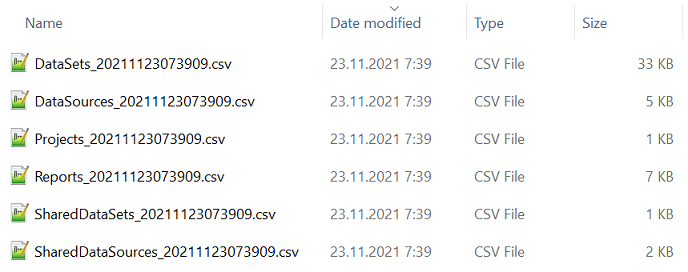 Name Date modified Type Size
DataSets_20211123073909.csv 23.11.2021 7:39 CSV File 33 KB
DataSources_20211123073909.csv 23.11.2021 7:39 CSV File 5 KB
Projects_20211123073909.csv 23.11.2021 7:39 CSV File 1 KB
Reports_20211123073909.csv 23.11.2021 7:39 CSV File 7 KB
SharedDataSets_20211123073909.csv 23.11.2021 7:39 CSV File 1 KB
SharedDataSources_20211123073909.csv 23.11.2021 7:39 CSV File 2 KB